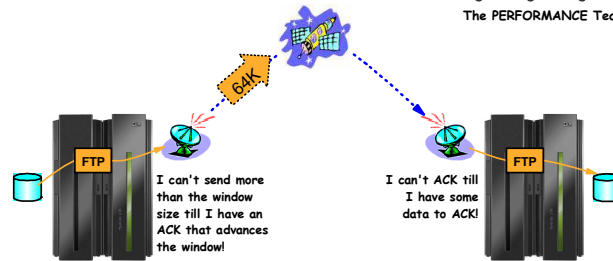 The PERFORMANCE
64K
FTP
I can't send more
than the window
size till I have an
ACK that advances
the window!
I can't ACK till
I have some
data to ACK!
FTP